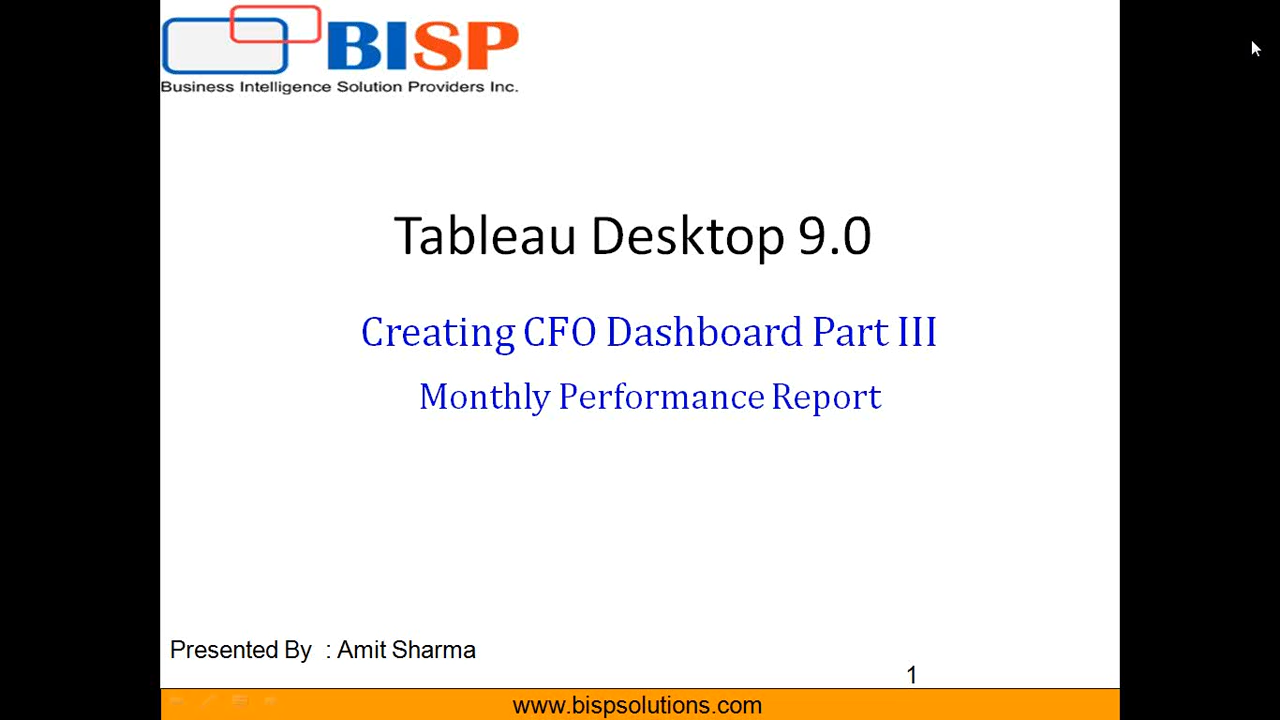 BISP
Business Intelligence Solution Providers Inc.
Tableau Desktop 9.0
Creating CFO Dashboard Part III
Monthly Performance Report
Presented By : Amit Sharma
1
www.bispsolutions.com